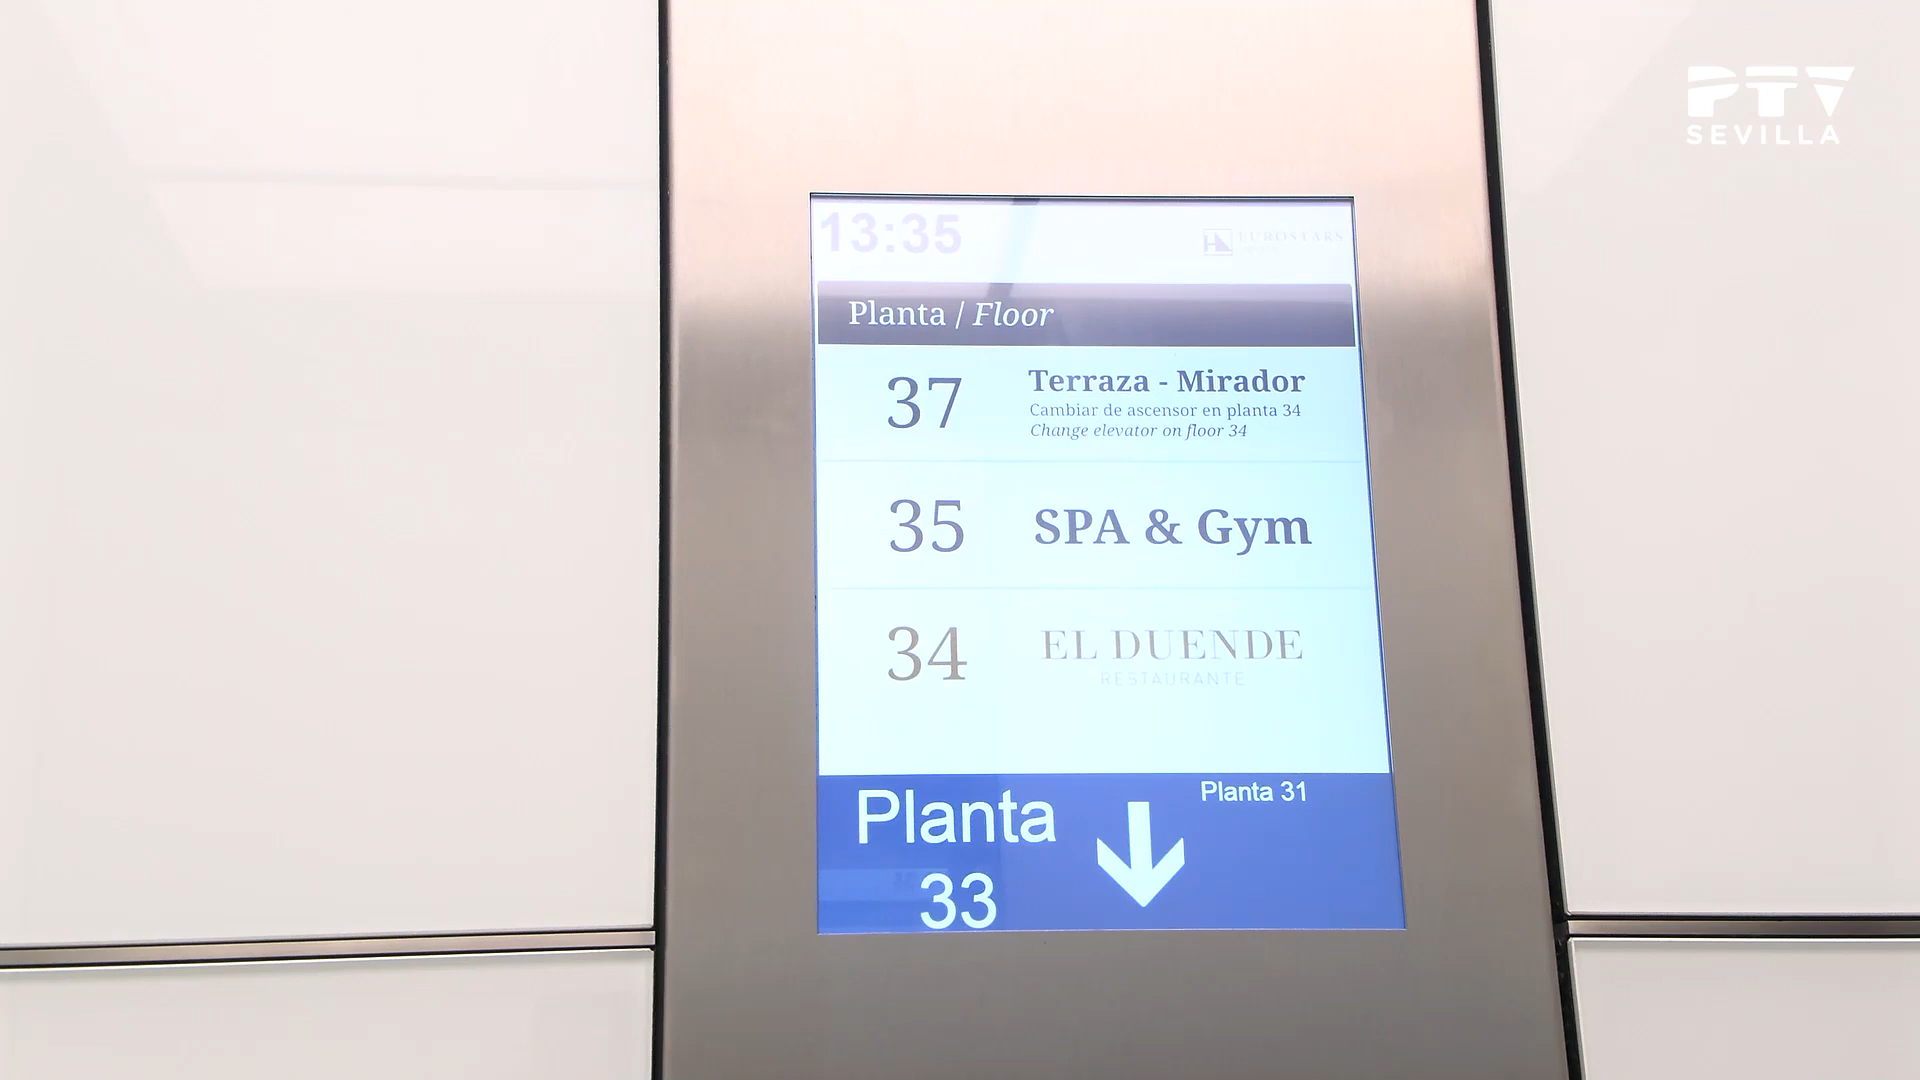 PTV
SEVILLA
13:35
EUROSTARS
Planta / Floor
37
Terraza - Mirador
Cambiar de ascensor en planta 34
Change elevator on floor 34
35
SPA & Gym
34
EL DUENDE
RESTAURANTE
Planta
33
Planta 31